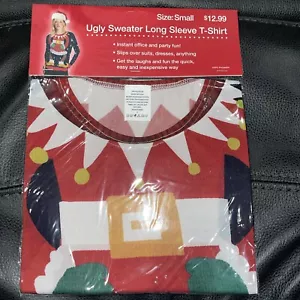 Size: Small $12.99
Ugly Sweater Long Sleeve T-Shirt
• instant office and party fun!
• Slips over suits, dresses, anything
• Get the laughs and fun the quick,
easy and inexpensive way